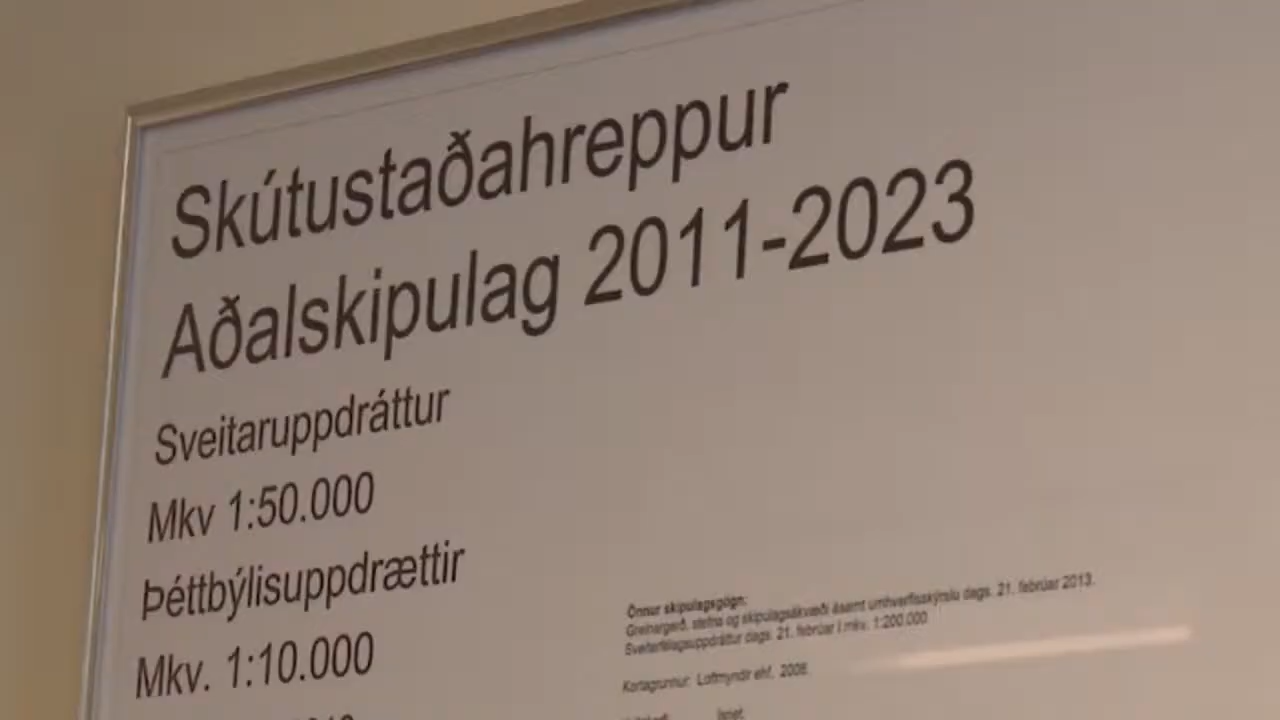 Skútustaðahreppur
Aðalskipulag 2011-2023
Sveitaruppdráttur
Mkv 1:50.000
Þéttbýlisuppdrættir
Mkv. 1:10.000
Önnur skipulagsgögn:
Greinargerð, stefna og skipulagsákvæði ásamt umhverfisskýrslu dags. 21. febrúar 2013.
Sveitarfélagsuppdráttur dags. 21. febrúar í mkv. 1:200.000
Kortagrunnur: Loftmyndir ehf. 2008.